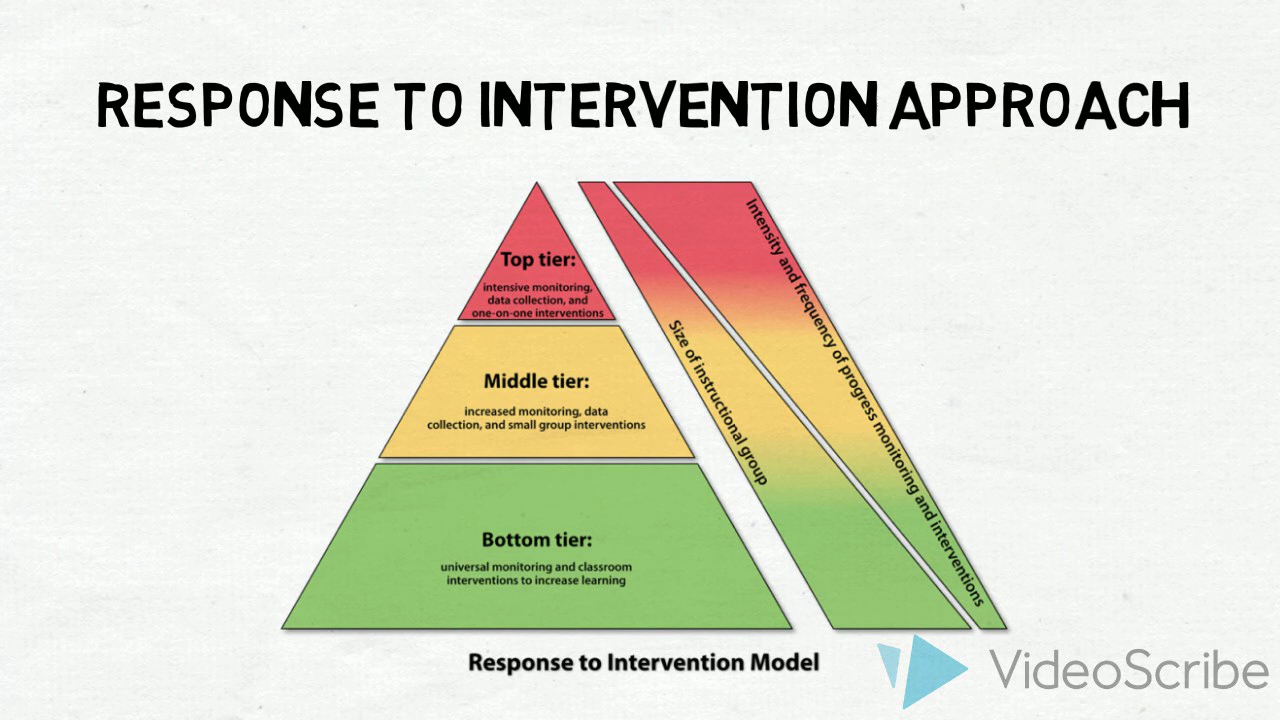 RESPONSE TO INTERVENTION APPROACH
Top tier:
intensive monitoring,
data collection, and
one-on-one interventions
Middle tier:
increased monitoring, data
collection, and small group interventions
Bottom tier:
universal monitoring and classroom
interventions to increase learning
Size of instructional group
Intensity and frequency of progress monitoring and interventions
Response to Intervention Model
VideoScribe